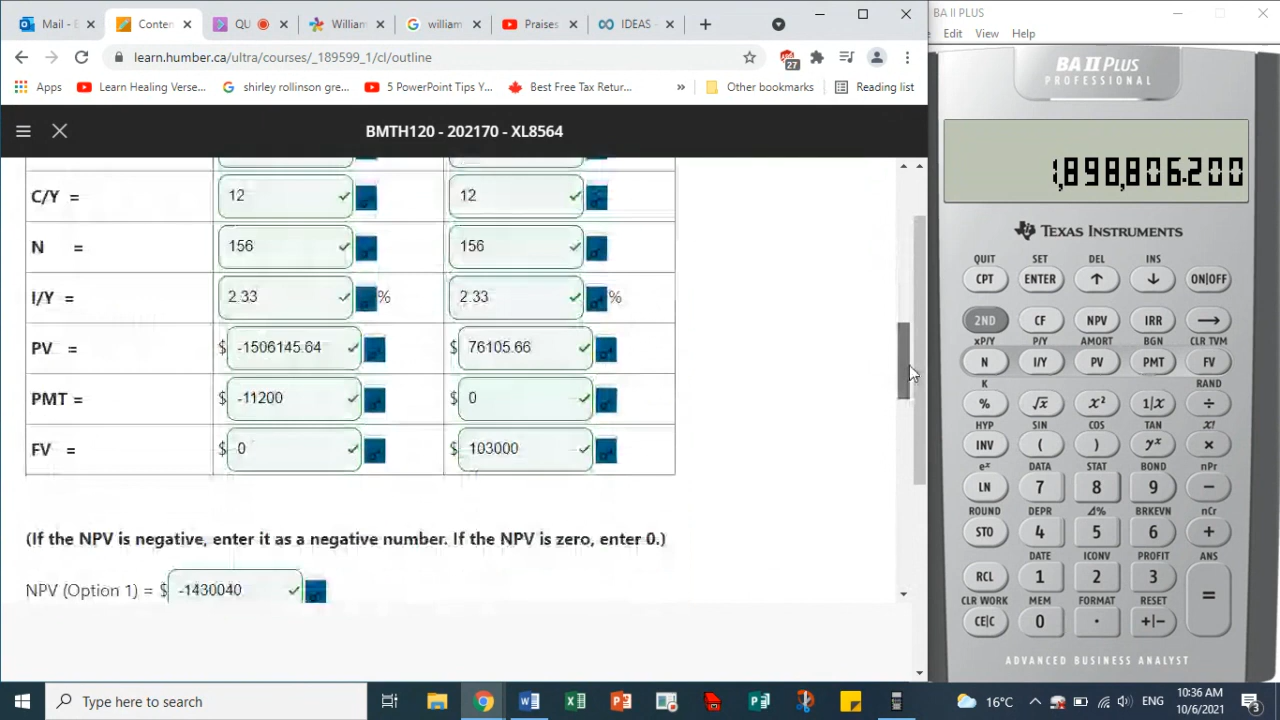 Mail - E
Conten
QU
William
william
Praises
IDEAS -
BA II PLUS
learn.humber.ca/ultra/courses/_189599_1/cl/outline
27
Edit View Help
Apps
Learn Healing Verse...
shirley rollinson gre...
5 PowerPoint Tips Y...
Best Free Tax Retur...
»
Other bookmarks
Reading list
BMTH120 - 202170 - XL8564
C/Y = 12 12
N = 156 156
I/Y = 2.33 % 2.33 %
PV = $ -1506145.64 $ 76105.66
PMT = $ -11200 $ 0
FV = $ 0 $ 103000
(If the NPV is negative, enter it as a negative number. If the NPV is zero, enter 0.)
NPV (Option 1) = $ -1430040
BA II PLUS
PROFESSIONAL
1,898,806.200
TEXAS INSTRUMENTS
QUIT SET DEL INS
CPT ENTER ↑ ↓ ON|OFF
2ND CF NPV IRR →
xP/Y P/Y AMORT BGN CLR TVM
N I/Y PV PMT FV
K RAND
% √x x² 1/x ÷
HYP SIN COS TAN x!
INV ( ) yˣ ×
eˣ DATA STAT BOND nPr
LN 7 8 9 −
ROUND DEPR Δ% BRKEVN nCr
STO 4 5 6 +
DATE ICONV PROFIT ANS
RCL 1 2 3 =
CLR WORK MEM FORMAT RESET
CE|C 0 . +|−
ADVANCED BUSINESS ANALYST
Type here to search
16°C
ENG
10:36 AM
10/6/2021
3